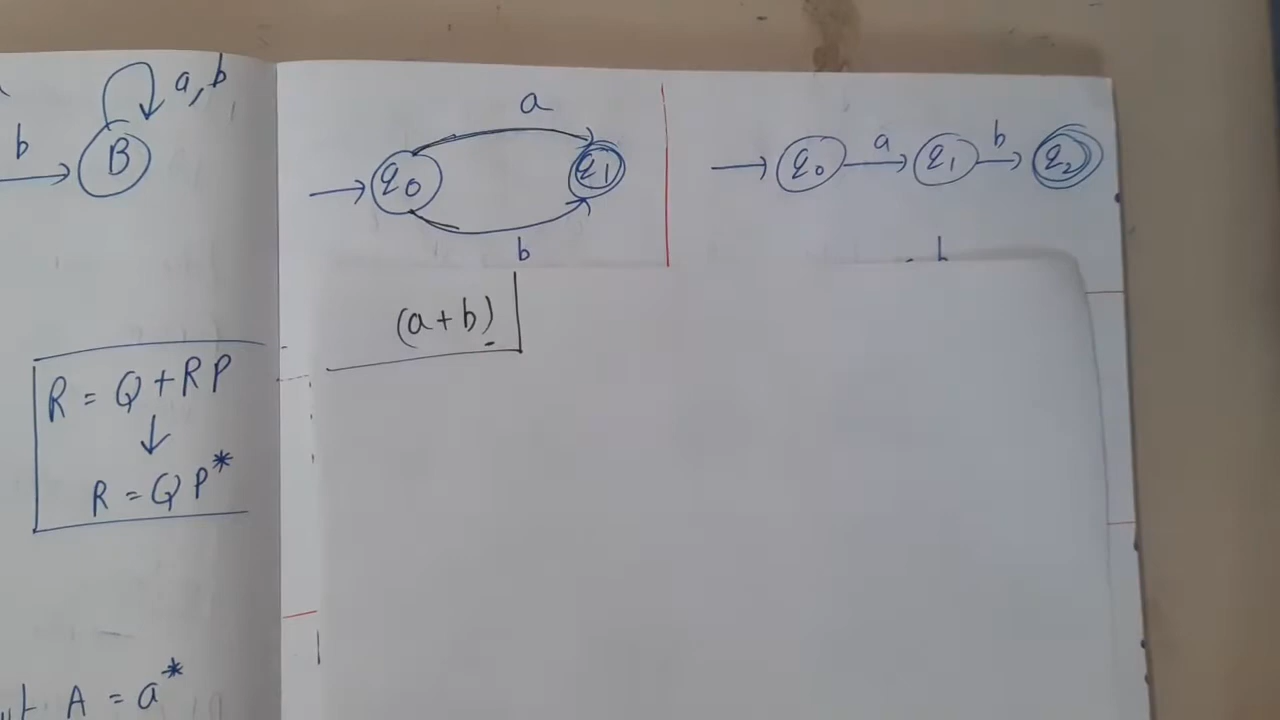 a, b
b
B
a
q0
q1
b
q0
a
q1
b
q2
(a+b)
R = Q + RP
↓
R = QP*
A = a*